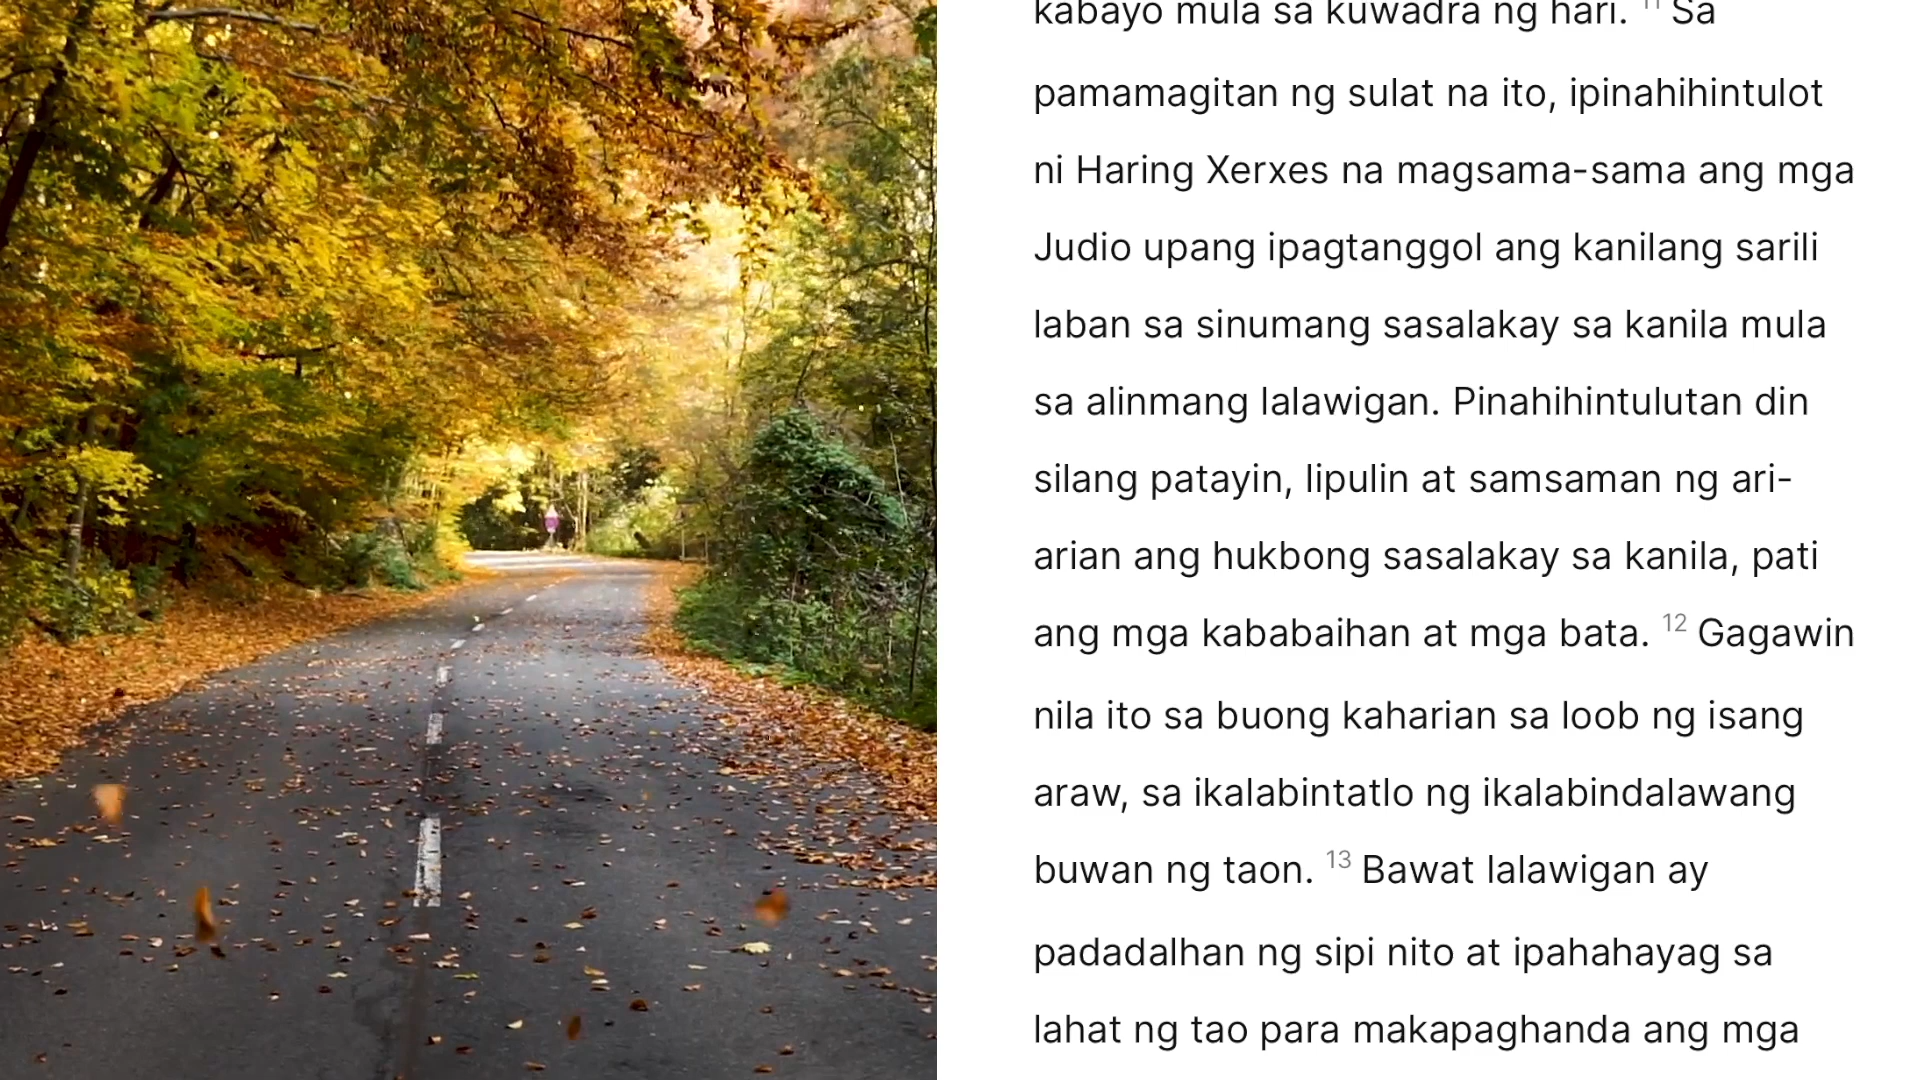 kabayo mula sa kuwadra ng hari. 11 Sa
pamamagitan ng sulat na ito, ipinahihintulot
ni Haring Xerxes na magsama-sama ang mga
Judio upang ipagtanggol ang kanilang sarili
laban sa sinumang sasalakay sa kanila mula
sa alinmang lalawigan. Pinahihintulutan din
silang patayin, lipulin at samsaman ng ari-
arian ang hukbong sasalakay sa kanila, pati
ang mga kababaihan at mga bata. 12 Gagawin
nila ito sa buong kaharian sa loob ng isang
araw, sa ikalabintatlo ng ikalabindalawang
buwan ng taon. 13 Bawat lalawigan ay
padadalhan ng sipi nito at ipahahayag sa
lahat ng tao para makapaghanda ang mga